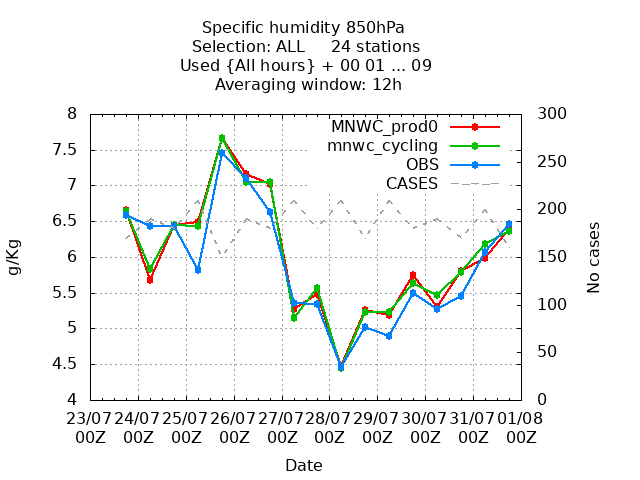 Specific humidity 850hPa
Selection: ALL     24 stations
Used {All hours} + 00 01 ... 09
Averaging window: 12h
MNWC_prod0
mnwc_cycling
OBS
CASES
8
7.5
7
6.5
6
5.5
5
4.5
4
300
250
200
150
100
50
0
g/Kg
No cases
23/07 24/07 25/07 26/07 27/07 28/07 29/07 30/07 31/07 01/08
00Z 00Z 00Z 00Z 00Z 00Z 00Z 00Z 00Z 00Z
Date